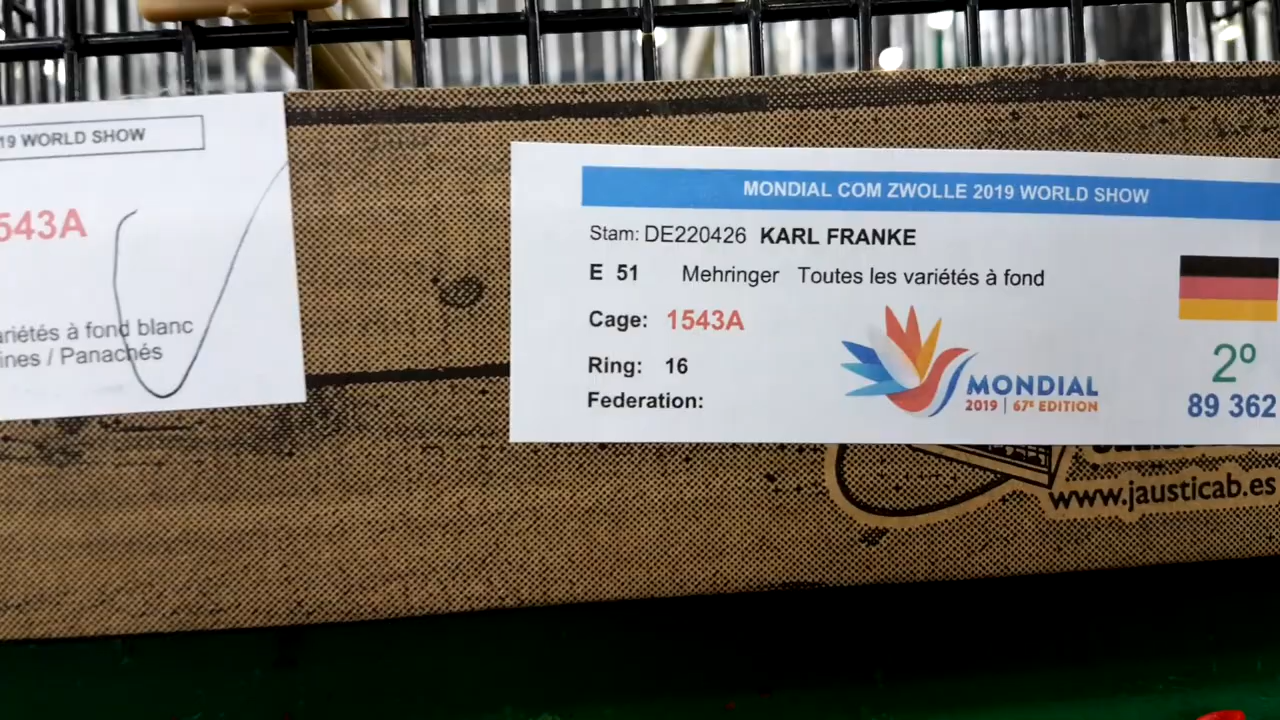 19 WORLD SHOW
543A
ariétés à fond blanc
ines / Panachés
MONDIAL COM ZWOLLE 2019 WORLD SHOW
Stam: DE220426 KARL FRANKE
E 51 Mehringer Toutes les variétés à fond
Cage: 1543A
Ring: 16
Federation:
MONDIAL
2019 | 67E EDITION
2º
89 362
www.jausticab.es